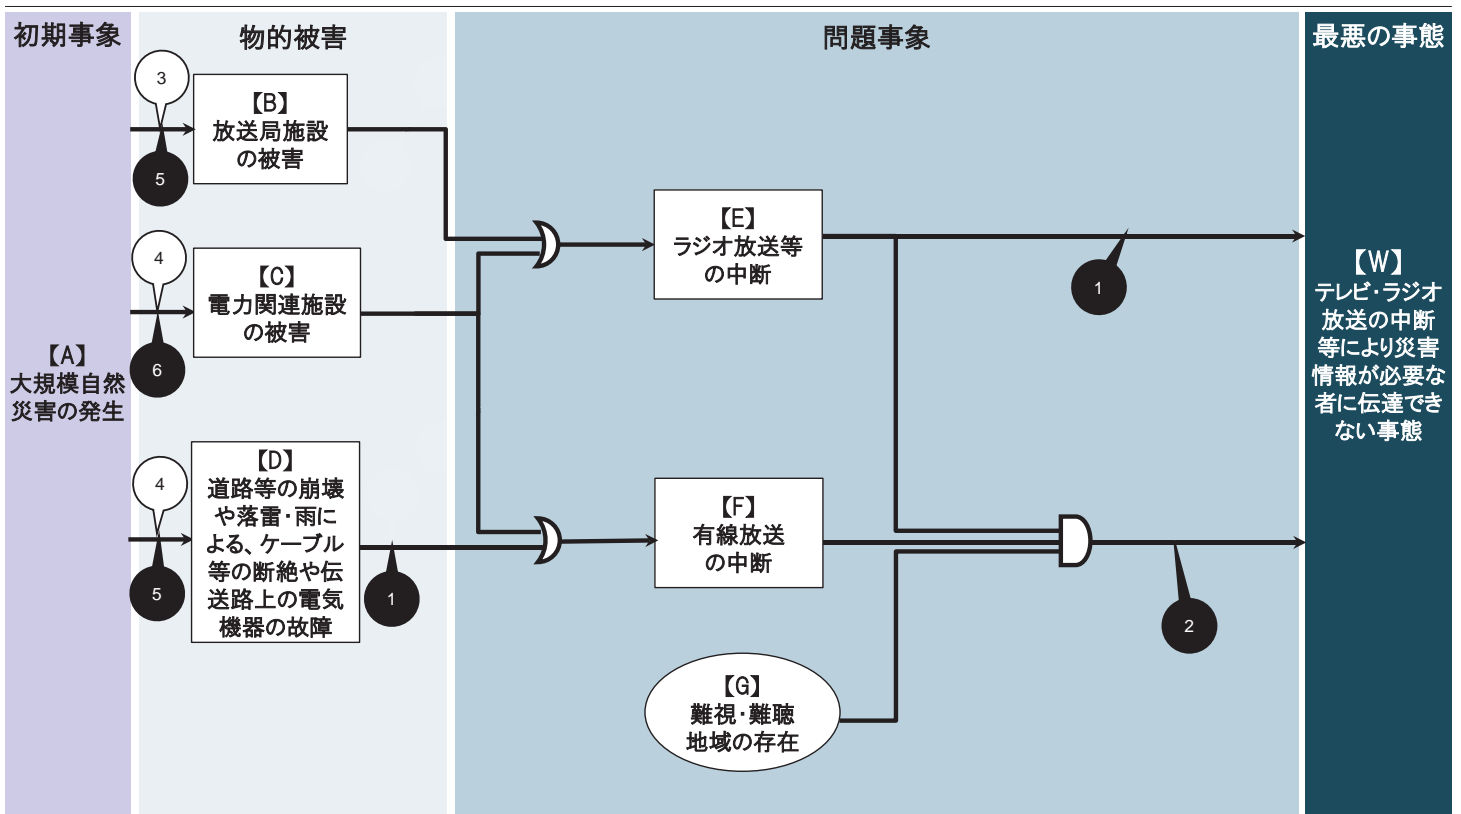 初期事象
物的被害
問題事象
最悪の事態
【A】
大規模自然
災害の発生
3
5
【B】
放送局施設
の被害
4
6
【C】
電力関連施設
の被害
4
5
【D】
道路等の崩壊
や落雷・雨に
よる、ケーブル
等の断絶や伝
送路上の電気
機器の故障
1
【E】
ラジオ放送等
の中断
1
【F】
有線放送
の中断
2
【G】
難視・難聴
地域の存在
【W】
テレビ・ラジオ
放送の中断
等により災害
情報が必要な
者に伝達でき
ない事態